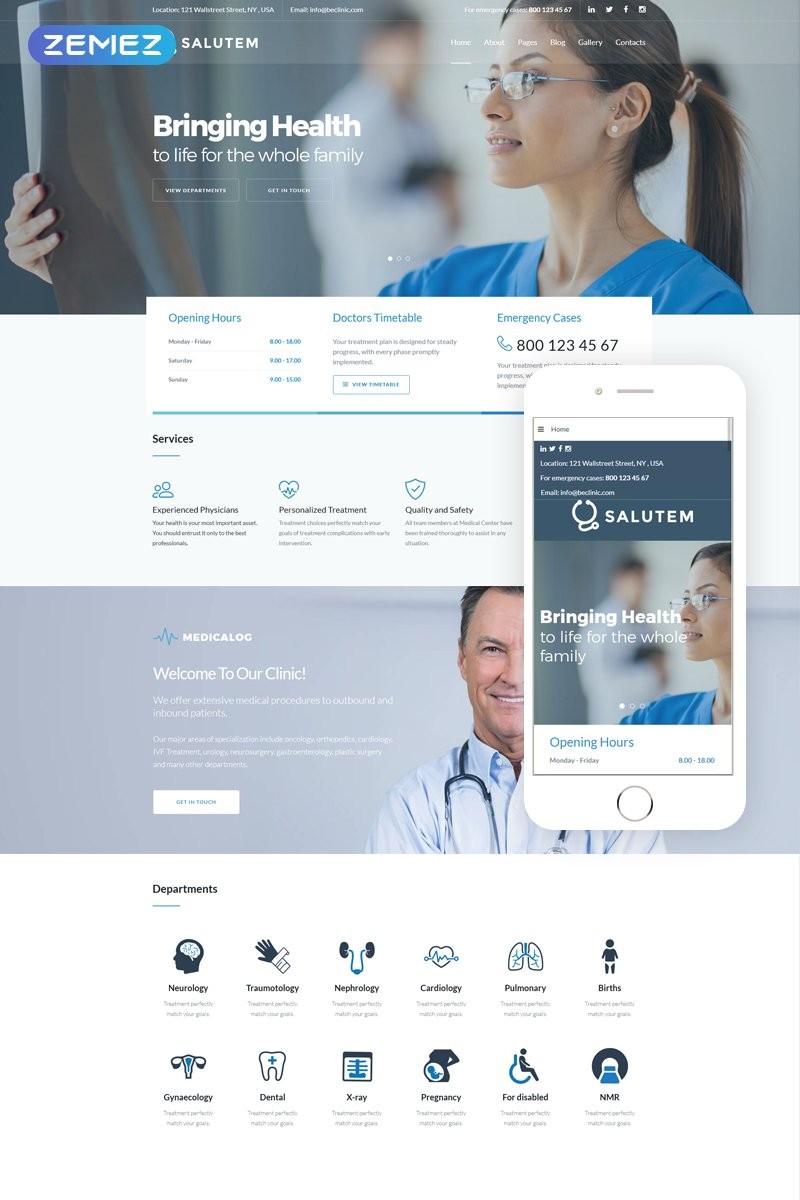 Location: 121 Wallstreet Street, NY , USA
Email: info@beclinic.com
For emergency cases: 800 123 45 67
ZEMEZ
SALUTEM
Home About Pages Blog Gallery Contacts
Bringing Health
to life for the whole family
VIEW DEPARTMENTS
GET IN TOUCH
Opening Hours
Monday - Friday 8.00 - 18.00
Saturday 9.00 - 17.00
Sunday 9.00 - 15.00
Doctors Timetable
Your treatment plan is designed for steady
progress, with every phase promptly
implemented.
VIEW TIMETABLE
Emergency Cases
800 123 45 67
Your treatment plan is designed for steady
progress,
Services
Experienced Physicians
Your health is your most important asset.
You should entrust it only to the best
professionals.
Personalized Treatment
Treatment choices perfectly match your
goals of treatment complications with early
intervention.
Quality and Safety
All team members at Medical Center have
been trained thoroughly to assist in any
situation.
Home
Location: 121 Wallstreet Street, NY , USA
For emergency cases: 800 123 45 67
Email: info@beclinic.com
SALUTEM
Bringing Health
to life for the whole
family
Opening Hours
Monday - Friday 8.00 - 18.00
MEDICALOG
Welcome To Our Clinic!
We offer extensive medical procedures to outbound and
inbound patients.
Our major areas of specialization include oncology, orthopedics, cardiology,
IVF Treatment, urology, neurosurgery, gastroenterology, plastic surgery
and many other departments.
GET IN TOUCH
Departments
Neurology
Treatment perfectly
match your goals.
Traumotology
Treatment perfectly
match your goals.
Nephrology
Treatment perfectly
match your goals.
Cardiology
Treatment perfectly
match your goals.
Pulmonary
Treatment perfectly
match your goals.
Births
Treatment perfectly
match your goals.
Gynaecology
Treatment perfectly
match your goals.
Dental
Treatment perfectly
match your goals.
X-ray
Treatment perfectly
match your goals.
Pregnancy
Treatment perfectly
match your goals.
For disabled
Treatment perfectly
match your goals.
NMR
Treatment perfectly
match your goals.